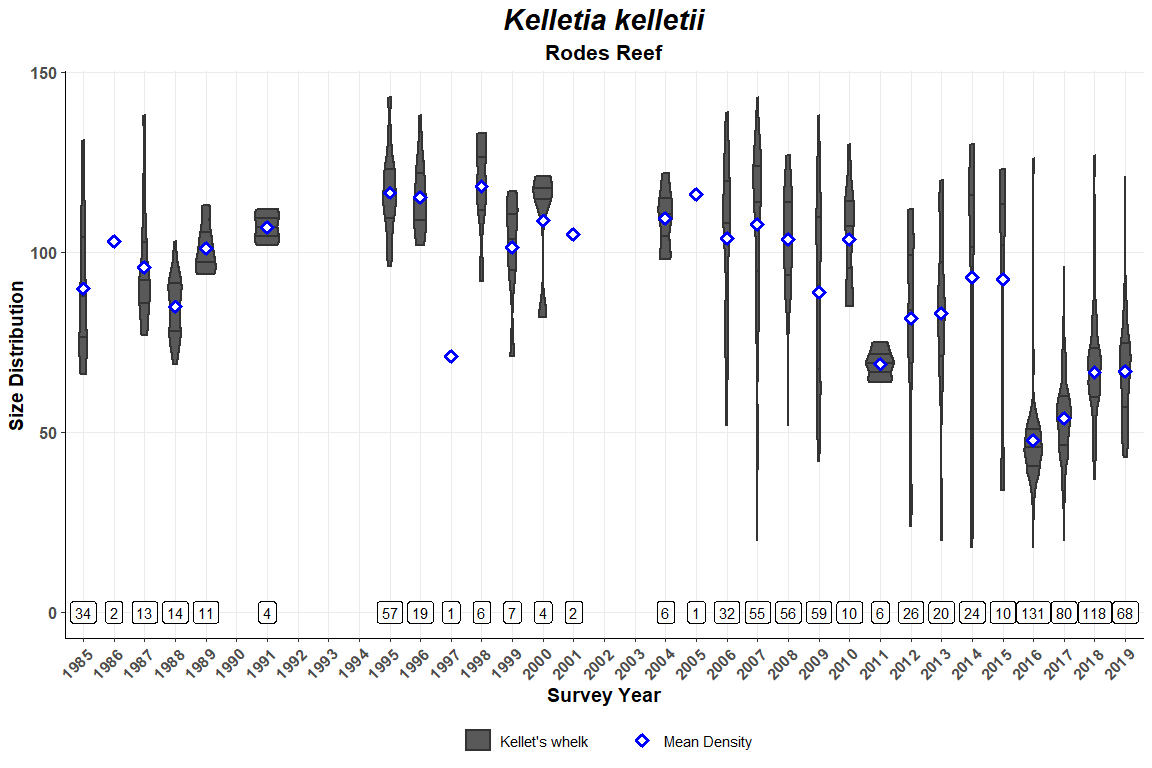 Kelletia kelletii
Rodes Reef
Size Distribution
150
100
50
0
34 2 13 14 11 4 57 19 1 6 7 4 2 6 1 32 55 56 59 10 6 26 20 24 10 131 80 118 68
1985 1986 1987 1988 1989 1990 1991 1992 1993 1994 1995 1996 1997 1998 1999 2000 2001 2002 2003 2004 2005 2006 2007 2008 2009 2010 2011 2012 2013 2014 2015 2016 2017 2018 2019
Survey Year
Kellet's whelk Mean Density